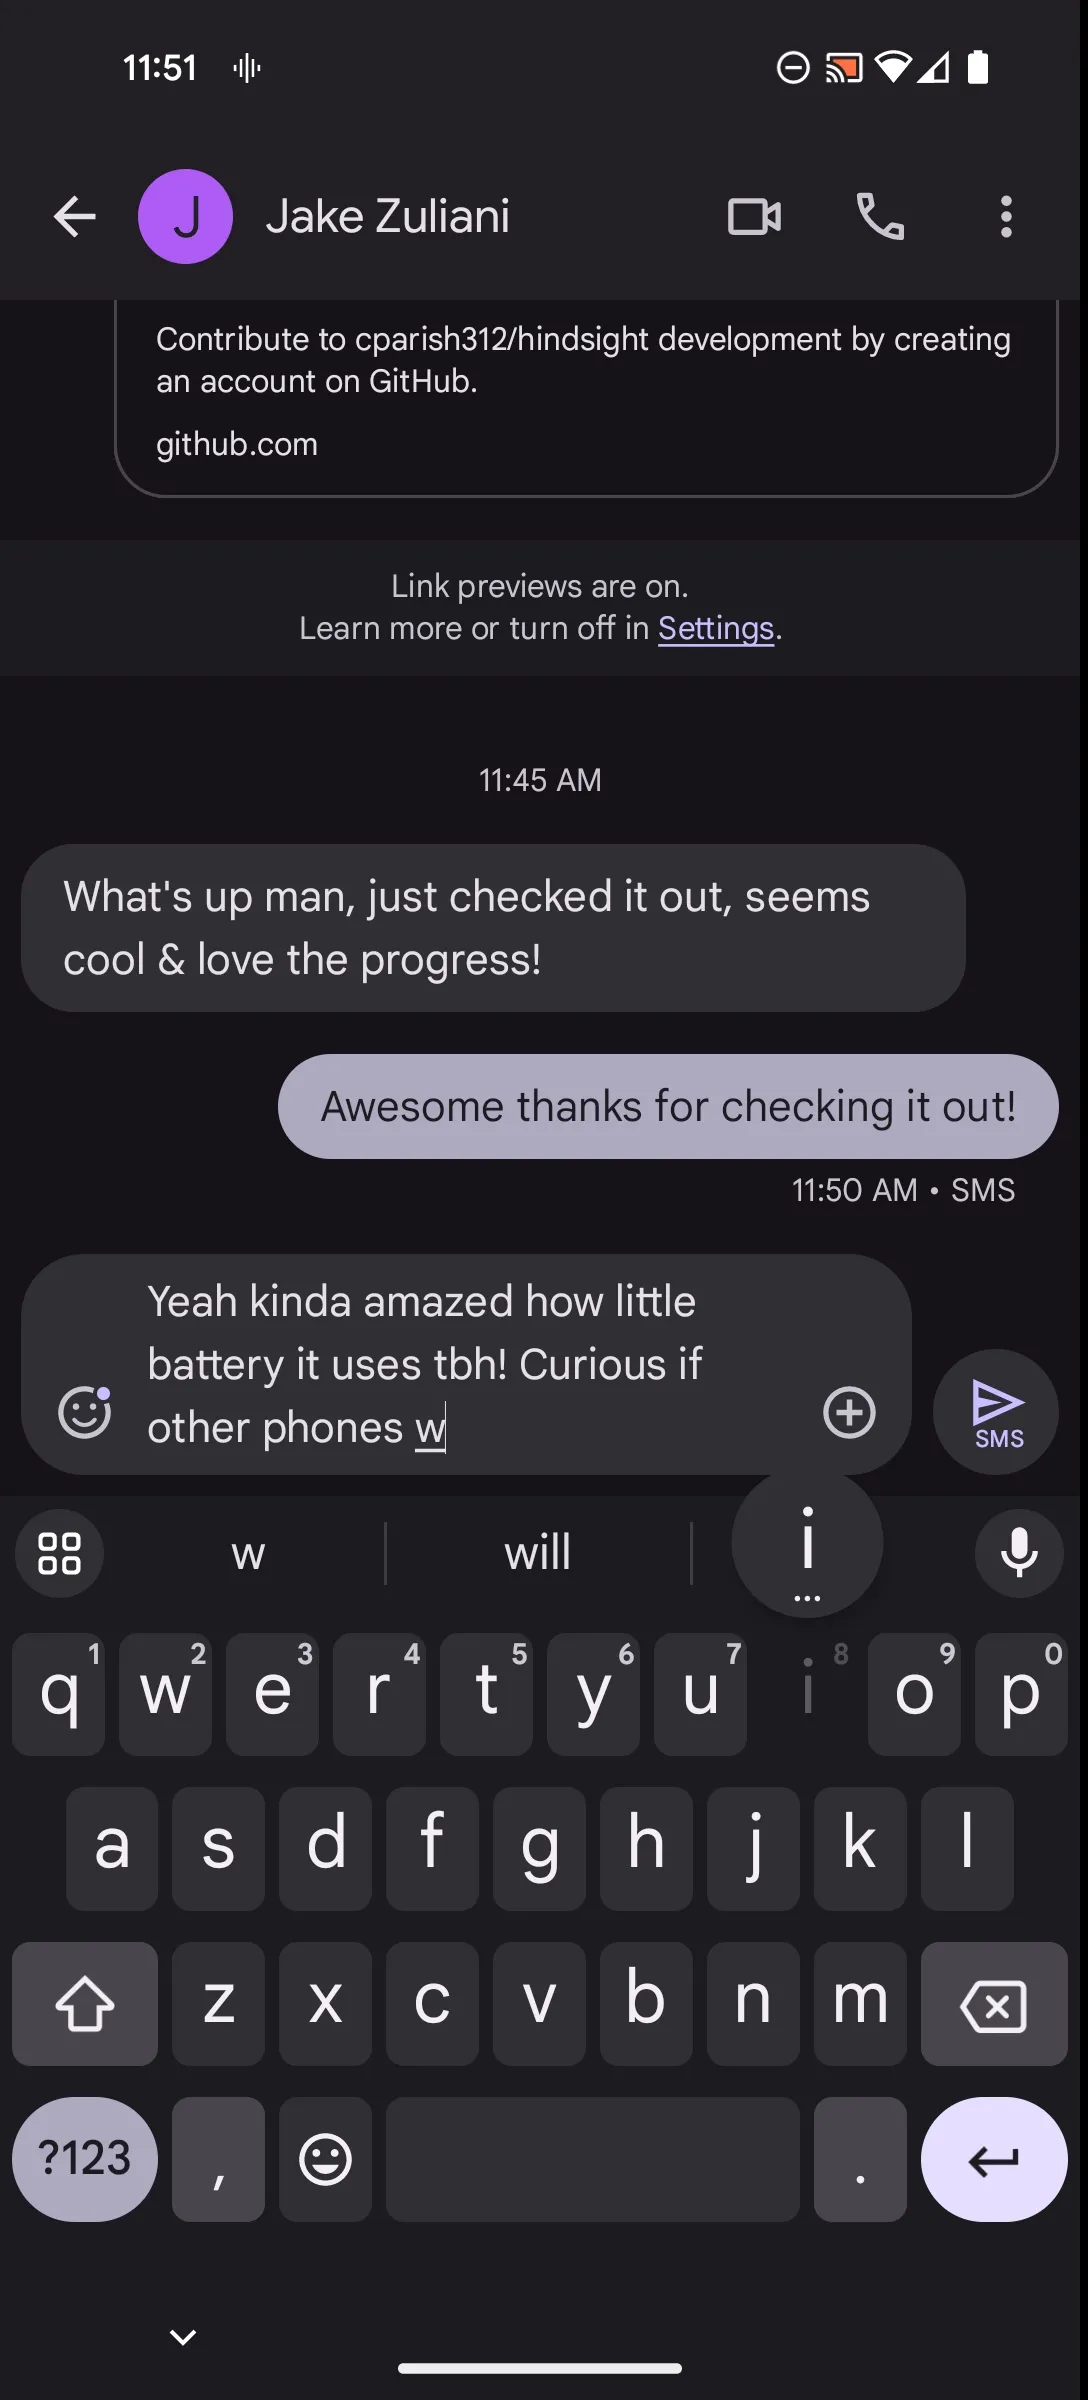 11:51
J
Jake Zuliani
Contribute to cparish312/hindsight development by creating
an account on GitHub.
github.com
Link previews are on.
Learn more or turn off in Settings.
11:45 AM
What's up man, just checked it out, seems
cool & love the progress!
Awesome thanks for checking it out!
11:50 AM • SMS
Yeah kinda amazed how little
battery it uses tbh! Curious if
other phones w
SMS
w will i ...
q 1 w 2 e 3 r 4 t 5 y 6 u 7 i 8 o 9 p 0
a s d f g h j k l
z x c v b n m
?123 , .